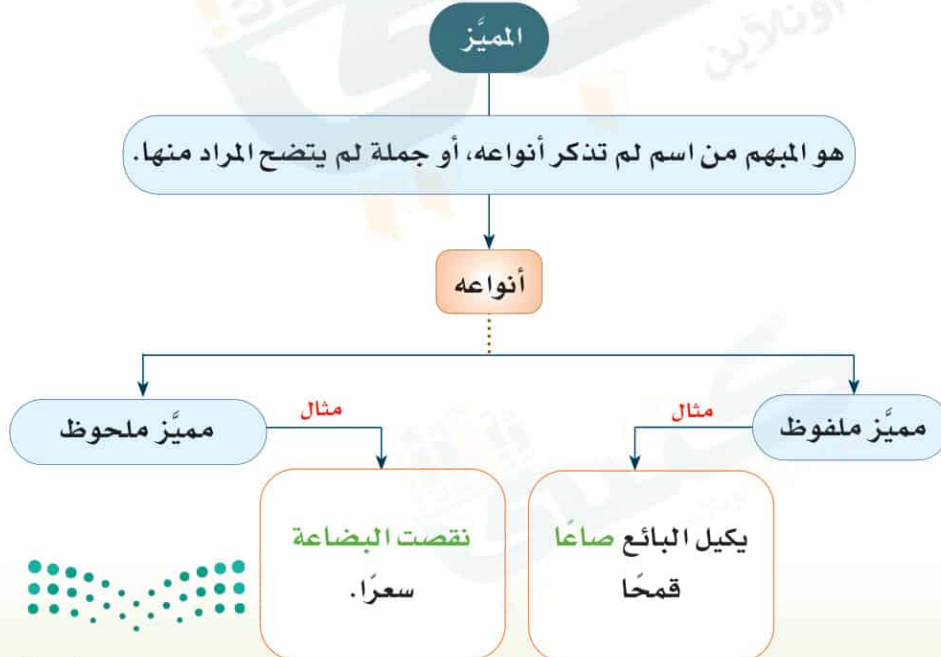 المميَّز
هو المبهم من اسم لم تذكر أنواعه، أو جملة لم يتضح المراد منها.
أنواعه
مميَّز ملفوظ
مثال
يكيل البائع صاعًا
قمحًا
مميَّز ملحوظ
مثال
نقصت البضاعة
سعرًا.
أونلاين